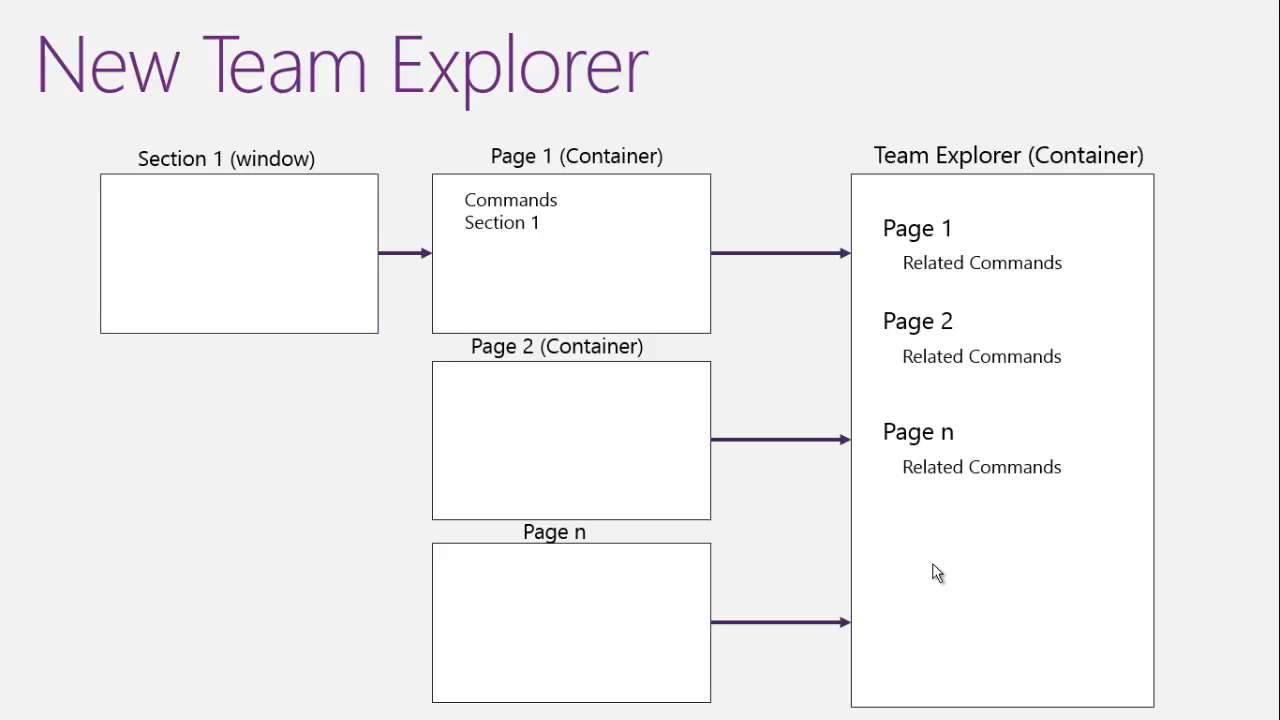 New Team Explorer
Section 1 (window)
Page 1 (Container)
Commands
Section 1
Page 2 (Container)
Page n
Team Explorer (Container)
Page 1
Related Commands
Page 2
Related Commands
Page n
Related Commands